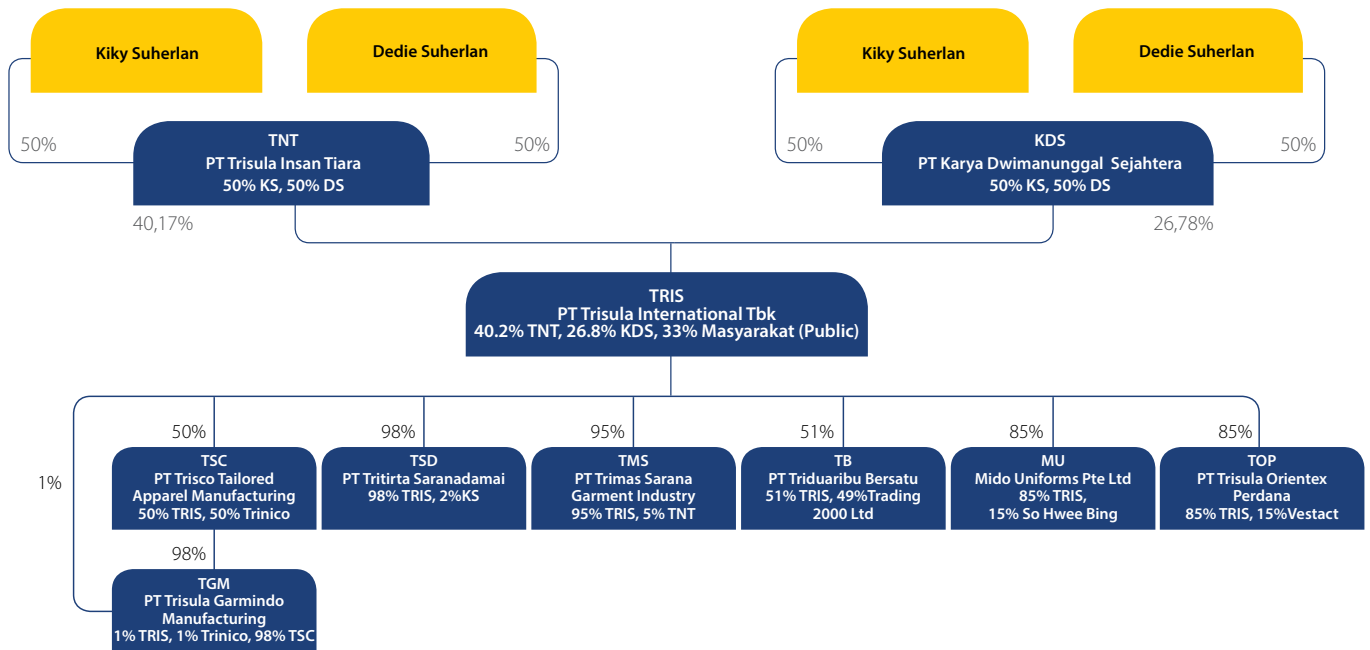 Kiky Suherlan
Dedie Suherlan
Kiky Suherlan
Dedie Suherlan
50%
50%
50%
50%
TNT
PT Trisula Insan Tiara
50% KS, 50% DS
KDS
PT Karya Dwimanunggal  Sejahtera
50% KS, 50% DS
40,17%
26,78%
TRIS
PT Trisula International Tbk
40.2% TNT, 26.8% KDS, 33% Masyarakat (Public)
1%
50%
98%
95%
51%
85%
85%
TSC
PT Trisco Tailored
Apparel Manufacturing
50% TRIS, 50% Trinico
TSD
PT Tritirta Saranadamai
98% TRIS, 2%KS
TMS
PT Trimas Sarana
Garment Industry
95% TRIS, 5% TNT
TB
PT Triduaribu Bersatu
51% TRIS, 49%Trading
2000 Ltd
MU
Mido Uniforms Pte Ltd
85% TRIS,
15% So Hwee Bing
TOP
PT Trisula Orientex
Perdana
85% TRIS, 15%Vestact
98%
TGM
PT Trisula Garmindo
Manufacturing
1% TRIS, 1% Trinico, 98% TSC